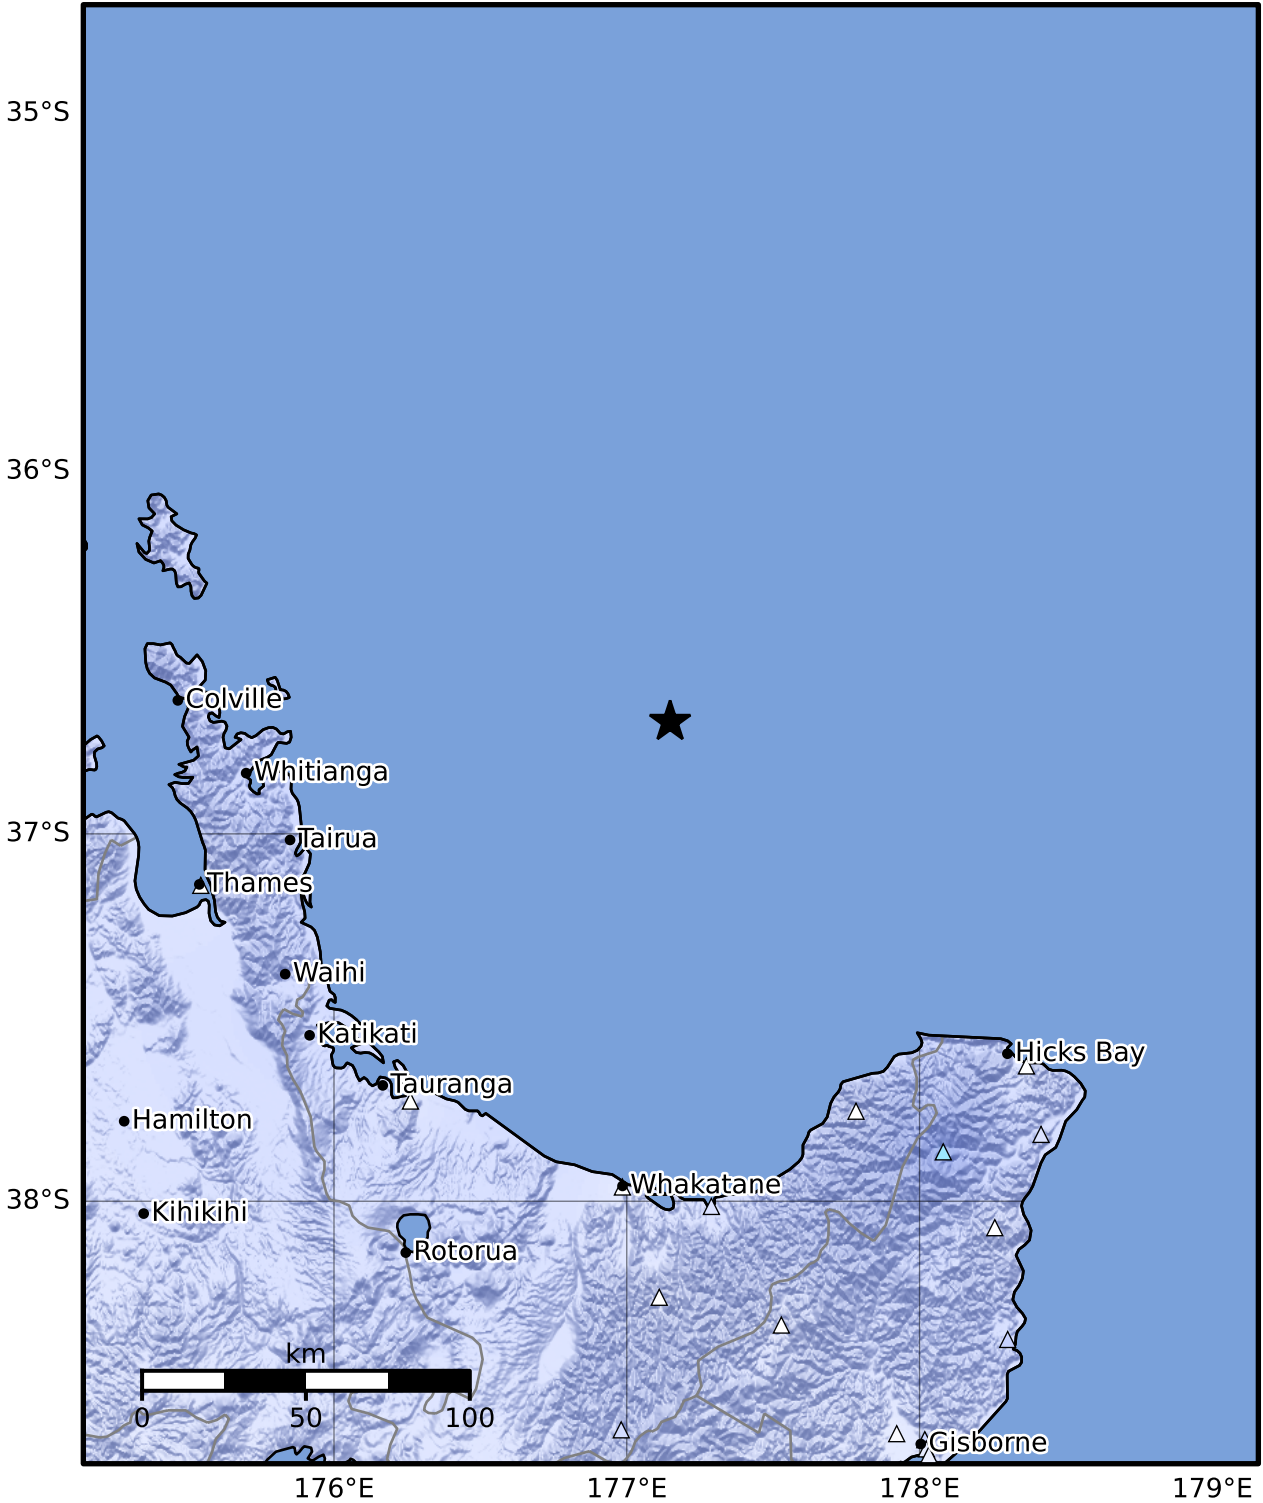 35°S
36°S
Colville
Whitianga
37°S
Tairua
Thames
Waihi
Katikati
Hicks Bay
Tauranga
Hamilton
Whakatane
38°S
Kihikihi
Rotorua
km
0 50 100
Gisborne
176°E 177°E 178°E 179°E